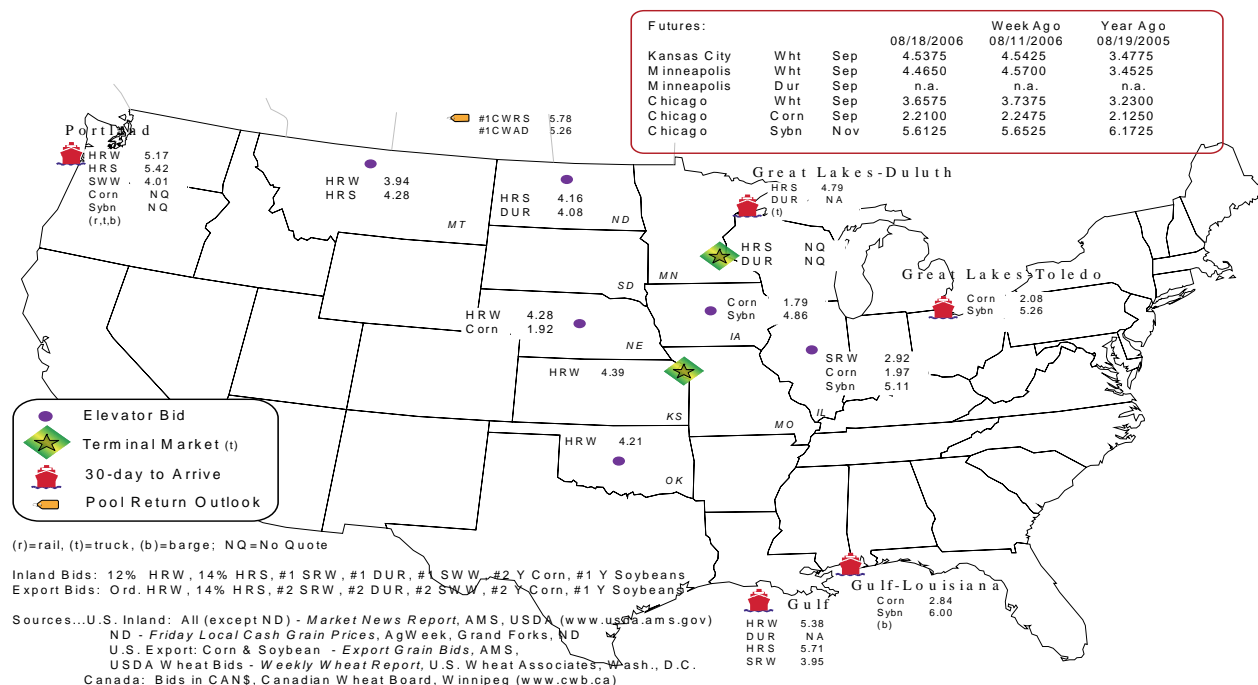 Futures: Week Ago Year Ago
08/18/2006 08/11/2006 08/19/2005
Kansas City Wht Sep 4.5375 4.5425 3.4775
Minneapolis Wht Sep 4.4650 4.5700 3.4525
Minneapolis Dur Sep n.a. n.a. n.a.
Chicago Wht Sep 3.6575 3.7375 3.2300
Chicago Corn Sep 2.2100 2.2475 2.1250
Chicago Sybn Nov 5.6125 5.6525 6.1725
#1CWRS 5.78
#1CWAD 5.26
Portland
HRW 5.17
HRS 5.42
SWW 4.01
Corn NQ
Sybn NQ
(r,t,b)
HRW 3.94
HRS 4.28
MT
HRS 4.16
DUR 4.08
ND
Great Lakes-Duluth
HRS 4.79
DUR NA
(t)
HRS NQ
DUR NQ
MN
SD
Great Lakes-Toledo
Corn 2.08
Sybn 5.26
HRW 4.28
Corn 1.92
NE
Corn 1.79
Sybn 4.86
IA
SRW 2.92
Corn 1.97
Sybn 5.11
IL
HRW 4.39
KS
MO
HRW 4.21
OK
Elevator Bid
Terminal Market (t)
30-day to Arrive
Pool Return Outlook
Gulf-Louisiana
Corn 2.84
Sybn 6.00
(b)
Gulf
HRW 5.38
DUR NA
HRS 5.71
SRW 3.95
(r)=rail, (t)=truck, (b)=barge; NQ=No Quote
Inland Bids: 12% HRW, 14% HRS, #1 SRW, #1 DUR, #1 SWW, #2 Y Corn, #1 Y Soybeans
Export Bids: Ord. HRW, 14% HRS, #2 SRW, #2 DUR, #2 SWW, #2 Y Corn, #1 Y Soybeans
Sources...U.S. Inland: All (except ND) - Market News Report, AMS, USDA (www.usda.ams.gov)
ND - Friday Local Cash Grain Prices, AgWeek, Grand Forks, ND
U.S. Export: Corn & Soybean - Export Grain Bids, AMS,
USDA Wheat Bids - Weekly Wheat Report, U.S. Wheat Associates, Wash., D.C.
Canada: Bids in CAN$, Canadian Wheat Board, Winnipeg (www.cwb.ca)